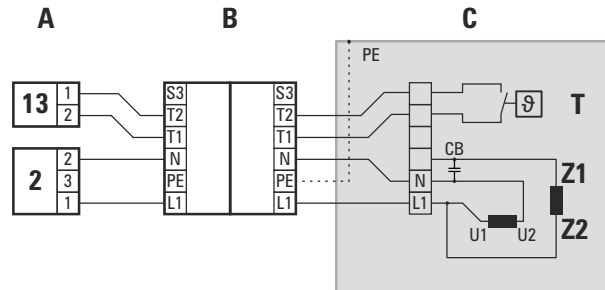 A B C
PE
13 1 S3 S3
2 T2 T2 ϑ T
T1 T1
2 2 N N CB Z1
3 PE PE N
1 L1 L1 L1 U1 U2 Z2